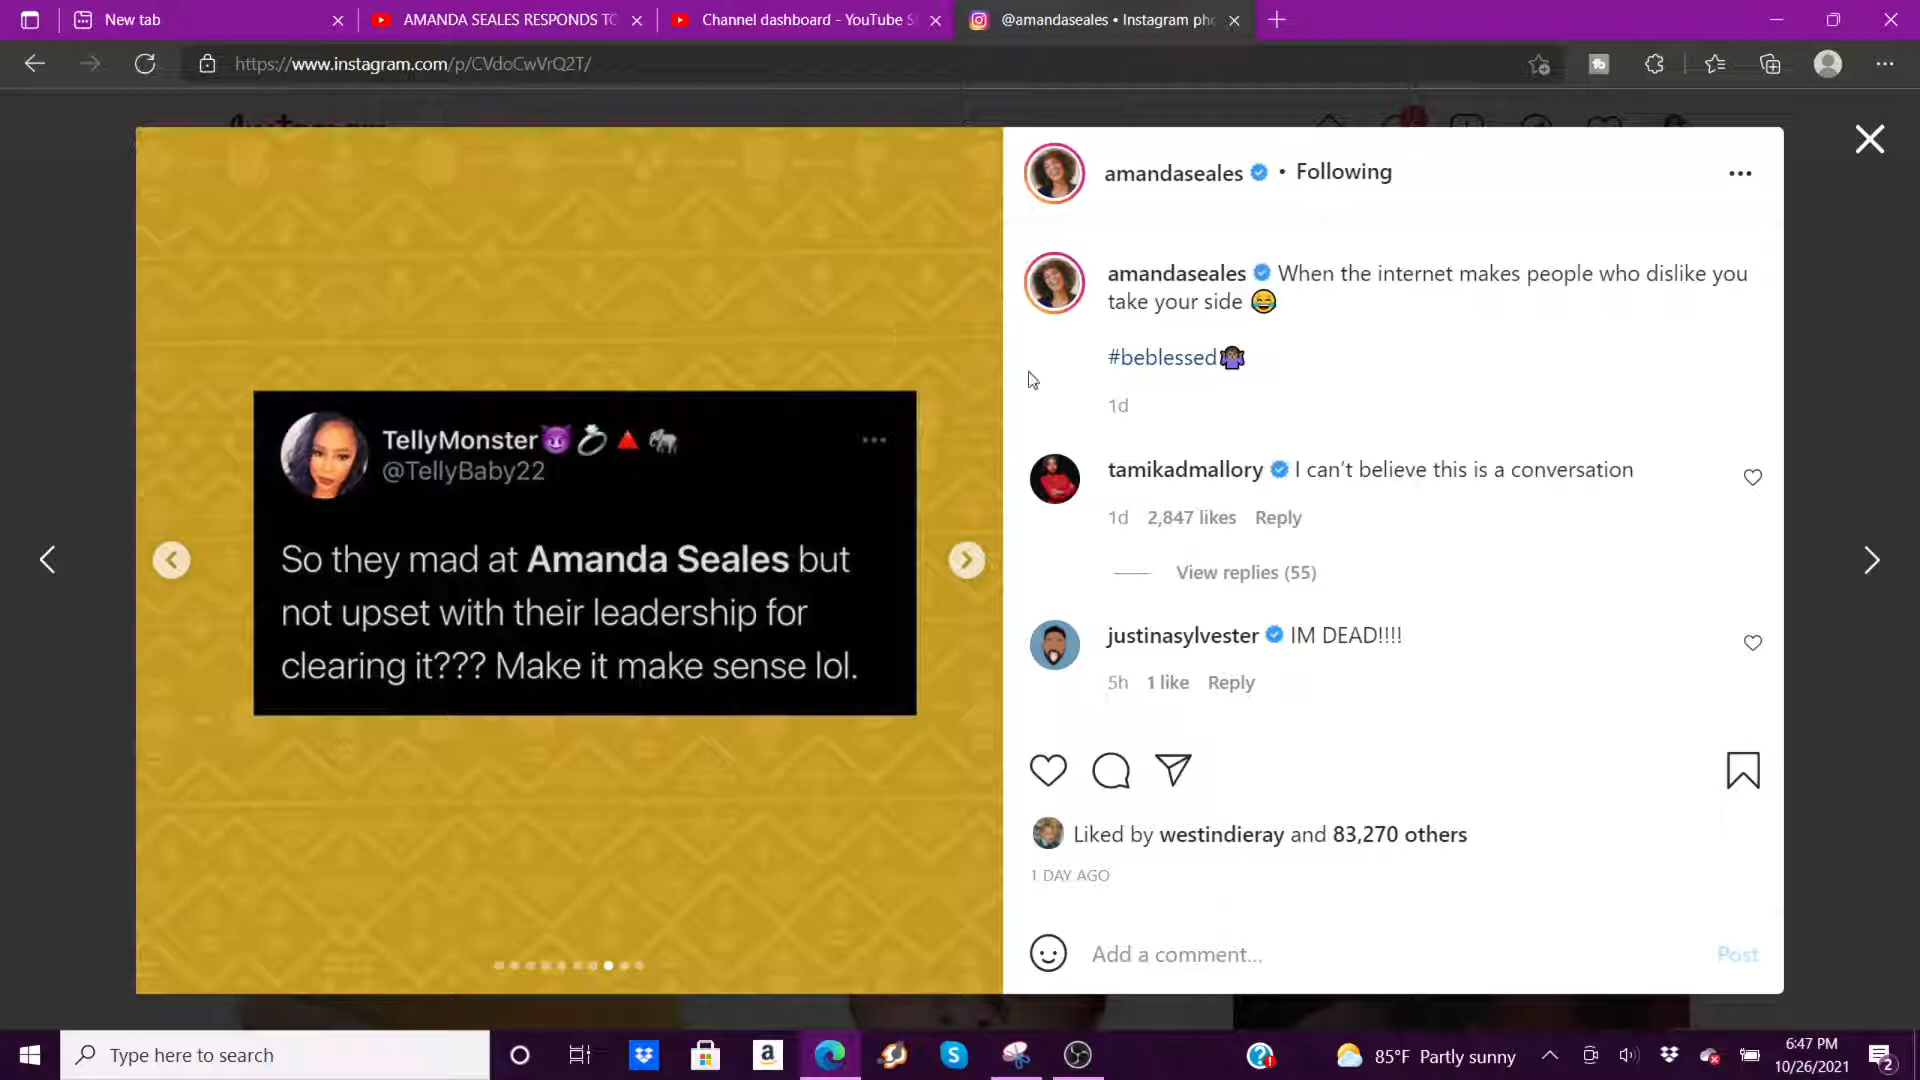 New tab
AMANDA SEALES RESPONDS TO
Channel dashboard - YouTube S
@amandaseales • Instagram pho
https://www.instagram.com/p/CVdoCwVrQ2T/
amandaseales • Following
amandaseales When the internet makes people who dislike you
take your side 😂
#beblessed🤷🏾‍♀️
1d
TellyMonster😈💍🔺🐘
@TellyBaby22
So they mad at Amanda Seales but
not upset with their leadership for
clearing it??? Make it make sense lol.
tamikadmallory I can't believe this is a conversation
1d 2,847 likes Reply
View replies (55)
justinasylvester IM DEAD!!!!
5h 1 like Reply
Liked by westindieray and 83,270 others
1 DAY AGO
Add a comment...
Post
Type here to search
85°F Partly sunny
6:47 PM
10/26/2021
2